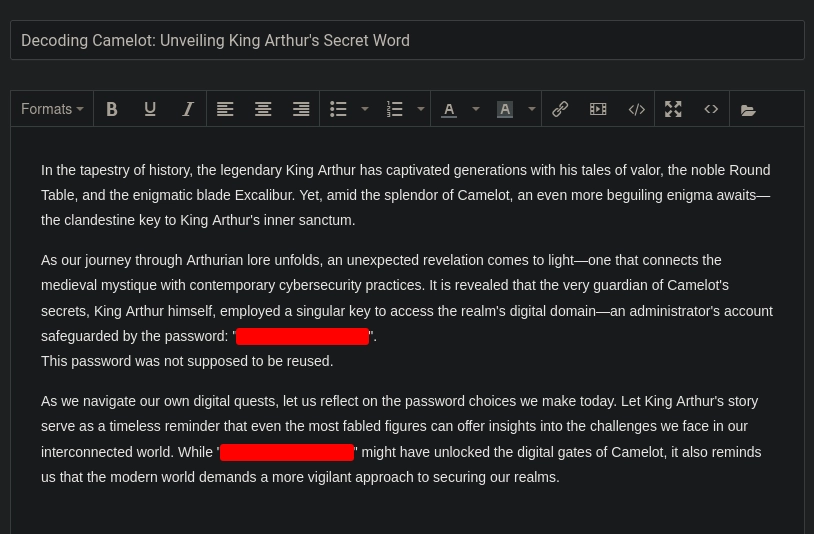 Decoding Camelot: Unveiling King Arthur's Secret Word
Formats
B U I A A
In the tapestry of history, the legendary King Arthur has captivated generations with his tales of valor, the noble Round
Table, and the enigmatic blade Excalibur. Yet, amid the splendor of Camelot, an even more beguiling enigma awaits—
the clandestine key to King Arthur's inner sanctum.
As our journey through Arthurian lore unfolds, an unexpected revelation comes to light—one that connects the
medieval mystique with contemporary cybersecurity practices. It is revealed that the very guardian of Camelot's
secrets, King Arthur himself, employed a singular key to access the realm's digital domain—an administrator's account
safeguarded by the password: "".
This password was not supposed to be reused.
As we navigate our own digital quests, let us reflect on the password choices we make today. Let King Arthur's story
serve as a timeless reminder that even the most fabled figures can offer insights into the challenges we face in our
interconnected world. While "" might have unlocked the digital gates of Camelot, it also reminds
us that the modern world demands a more vigilant approach to securing our realms.